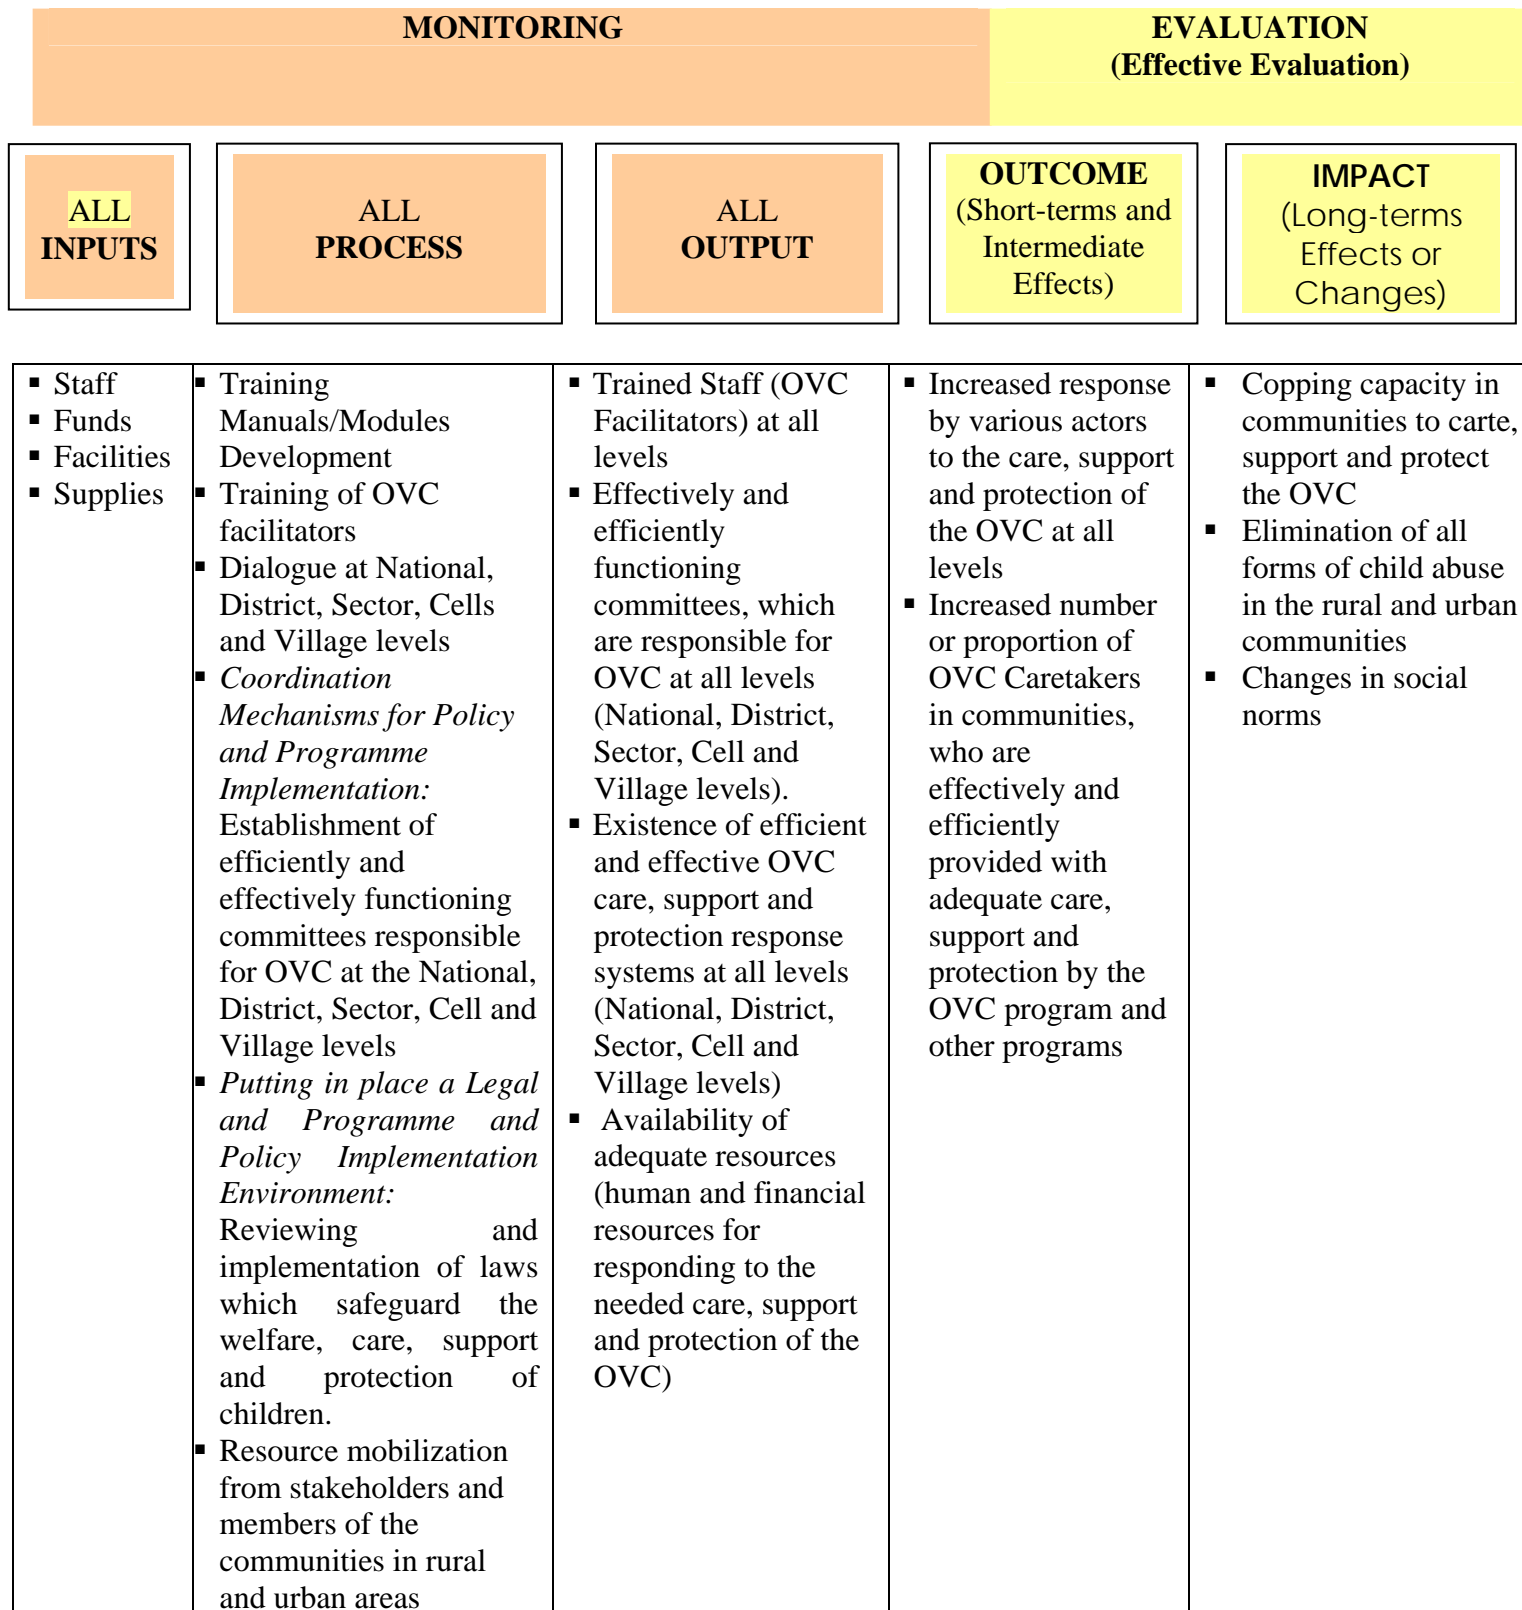 MONITORING
EVALUATION
(Effective Evaluation)
ALL
INPUTS
ALL
PROCESS
ALL
OUTPUT
OUTCOME
(Short-terms and
Intermediate
Effects)
IMPACT
(Long-terms
Effects or
Changes)
▪ Staff
▪ Funds
▪ Facilities
▪ Supplies
▪ Training
Manuals/Modules
Development
▪ Training of OVC
facilitators
▪ Dialogue at National,
District, Sector, Cells
and Village levels
▪ Coordination
Mechanisms for Policy
and Programme
Implementation:
Establishment of
efficiently and
effectively functioning
committees responsible
for OVC at the National,
District, Sector, Cell and
Village levels
▪ Putting in place a Legal
and Programme and
Policy Implementation
Environment:
Reviewing and
implementation of laws
which safeguard the
welfare, care, support
and protection of
children.
▪ Resource mobilization
from stakeholders and
members of the
communities in rural
and urban areas
▪ Trained Staff (OVC
Facilitators) at all
levels
▪ Effectively and
efficiently
functioning
committees, which
are responsible for
OVC at all levels
(National, District,
Sector, Cell and
Village levels).
▪ Existence of efficient
and effective OVC
care, support and
protection response
systems at all levels
(National, District,
Sector, Cell and
Village levels)
▪ Availability of
adequate resources
(human and financial
resources for
responding to the
needed care, support
and protection of the
OVC)
▪ Increased response
by various actors
to the care, support
and protection of
the OVC at all
levels
▪ Increased number
or proportion of
OVC Caretakers
in communities,
who are
effectively and
efficiently
provided with
adequate care,
support and
protection by the
OVC program and
other programs
▪ Copping capacity in
communities to carte,
support and protect
the OVC
▪ Elimination of all
forms of child abuse
in the rural and urban
communities
▪ Changes in social
norms